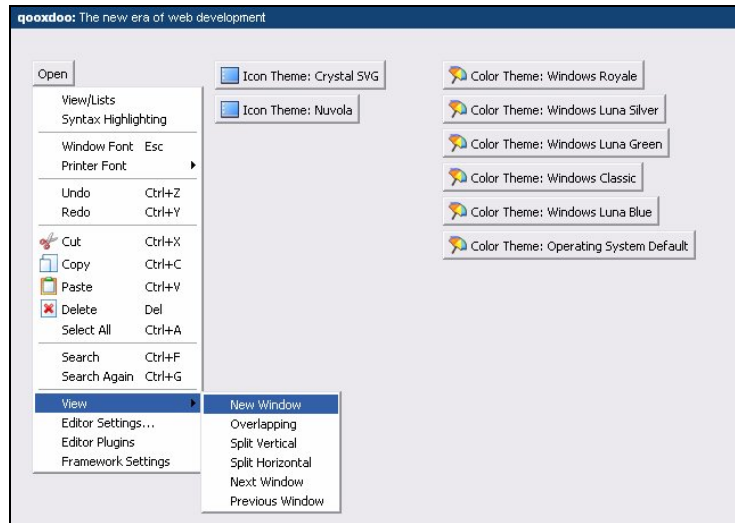 qooxdoo: The new era of web development
Open
View/Lists
Syntax Highlighting
Window Font Esc
Printer Font
Undo Ctrl+Z
Redo Ctrl+Y
Cut Ctrl+X
Copy Ctrl+C
Paste Ctrl+V
Delete Del
Select All Ctrl+A
Search Ctrl+F
Search Again Ctrl+G
View
Editor Settings...
Editor Plugins
Framework Settings
New Window
Overlapping
Split Vertical
Split Horizontal
Next Window
Previous Window
Icon Theme: Crystal SVG
Icon Theme: Nuvola
Color Theme: Windows Royale
Color Theme: Windows Luna Silver
Color Theme: Windows Luna Green
Color Theme: Windows Classic
Color Theme: Windows Luna Blue
Color Theme: Operating System Default